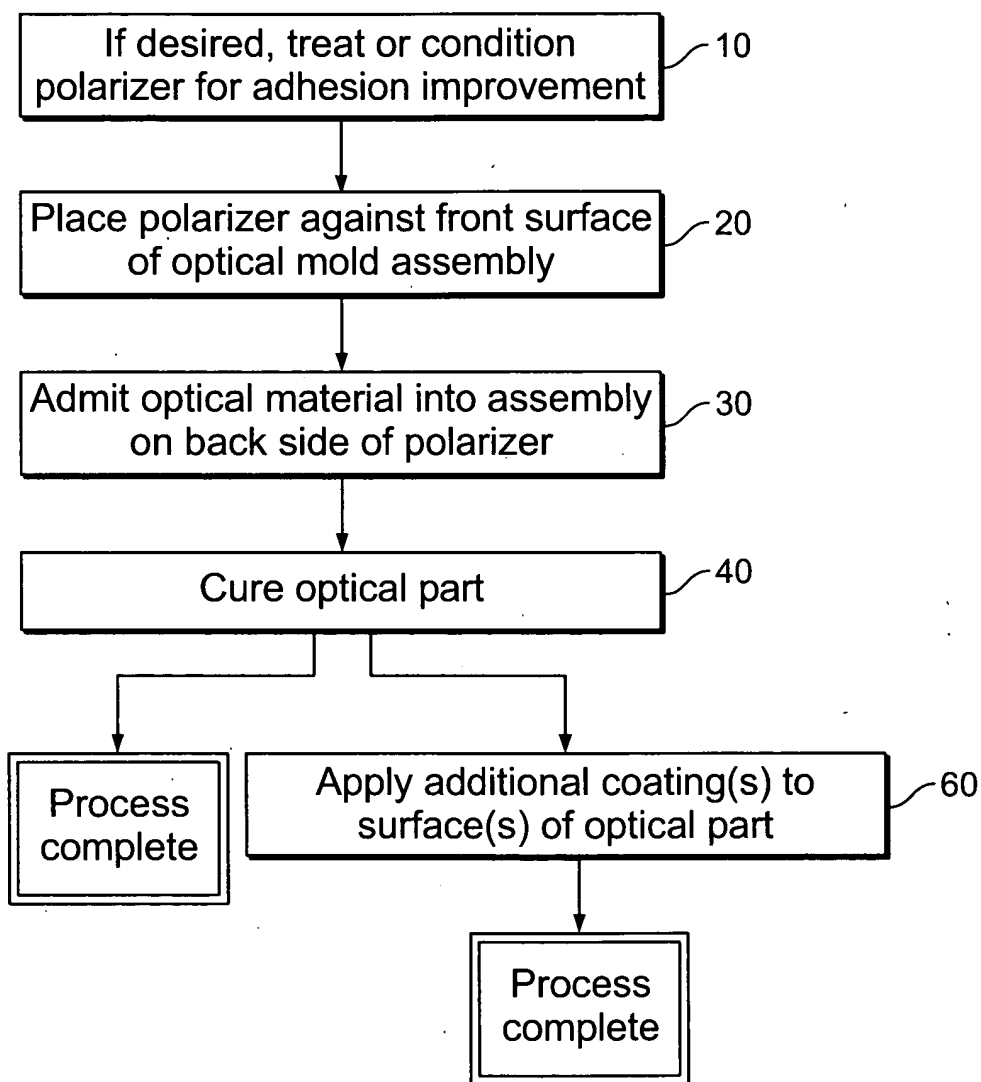 If desired, treat or condition
polarizer for adhesion improvement
10
Place polarizer against front surface
of optical mold assembly
20
Admit optical material into assembly
on back side of polarizer
30
Cure optical part
40
Process
complete
Apply additional coating(s) to
surface(s) of optical part
60
Process
complete